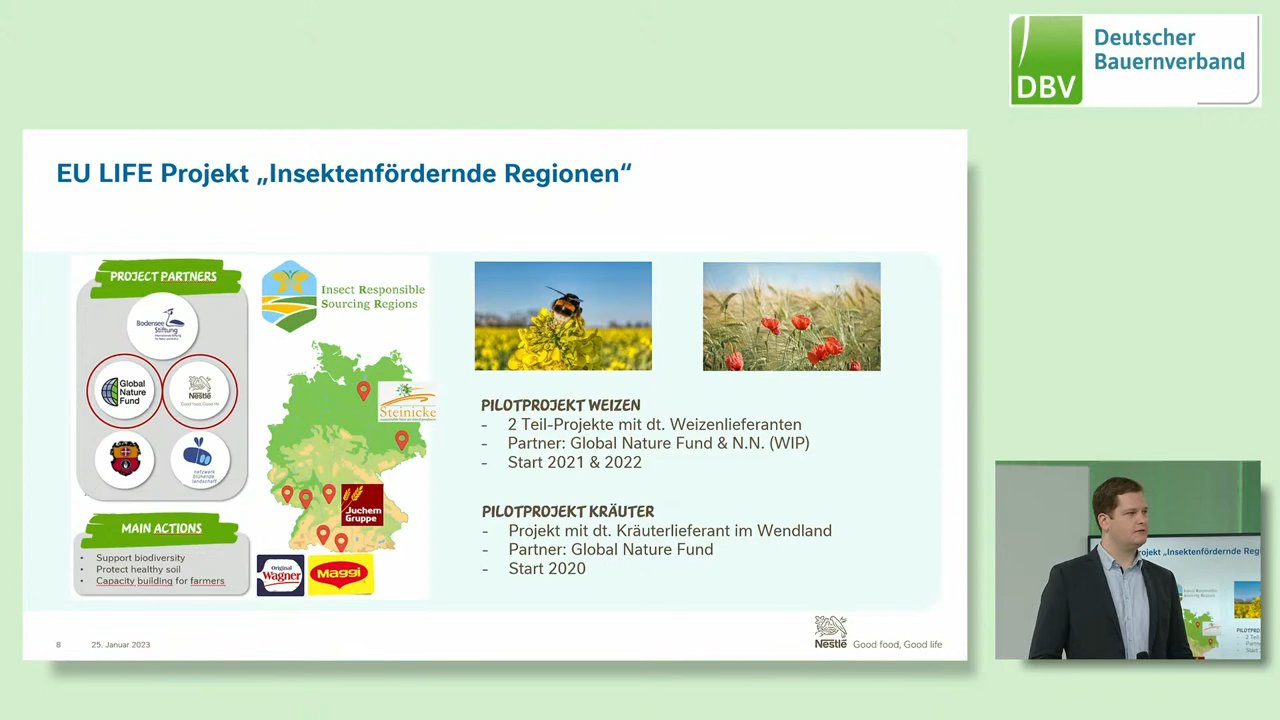 Deutscher
Bauernverband
DBV
EU LIFE Projekt „Insektenfördernde Regionen“
PROJECT PARTNERS
Bodensee
Stiftung
Global
Nature
Fund
Nestlé
Good food, Good life
netzwerk
blühende
landschaft
MAIN ACTIONS
• Support biodiversity
• Protect healthy soil
• Capacity building for farmers
Insect Responsible
Sourcing Regions
Steinicke
Juchem
Gruppe
Original
Wagner
Maggi
PILOTPROJEKT WEIZEN
- 2 Teil-Projekte mit dt. Weizenlieferanten
- Partner: Global Nature Fund & N.N. (WIP)
- Start 2021 & 2022
PILOTPROJEKT KRÄUTER
- Projekt mit dt. Kräuterlieferant im Wendland
- Partner: Global Nature Fund
- Start 2020
8
25. Januar 2023
Nestlé
Good food, Good life